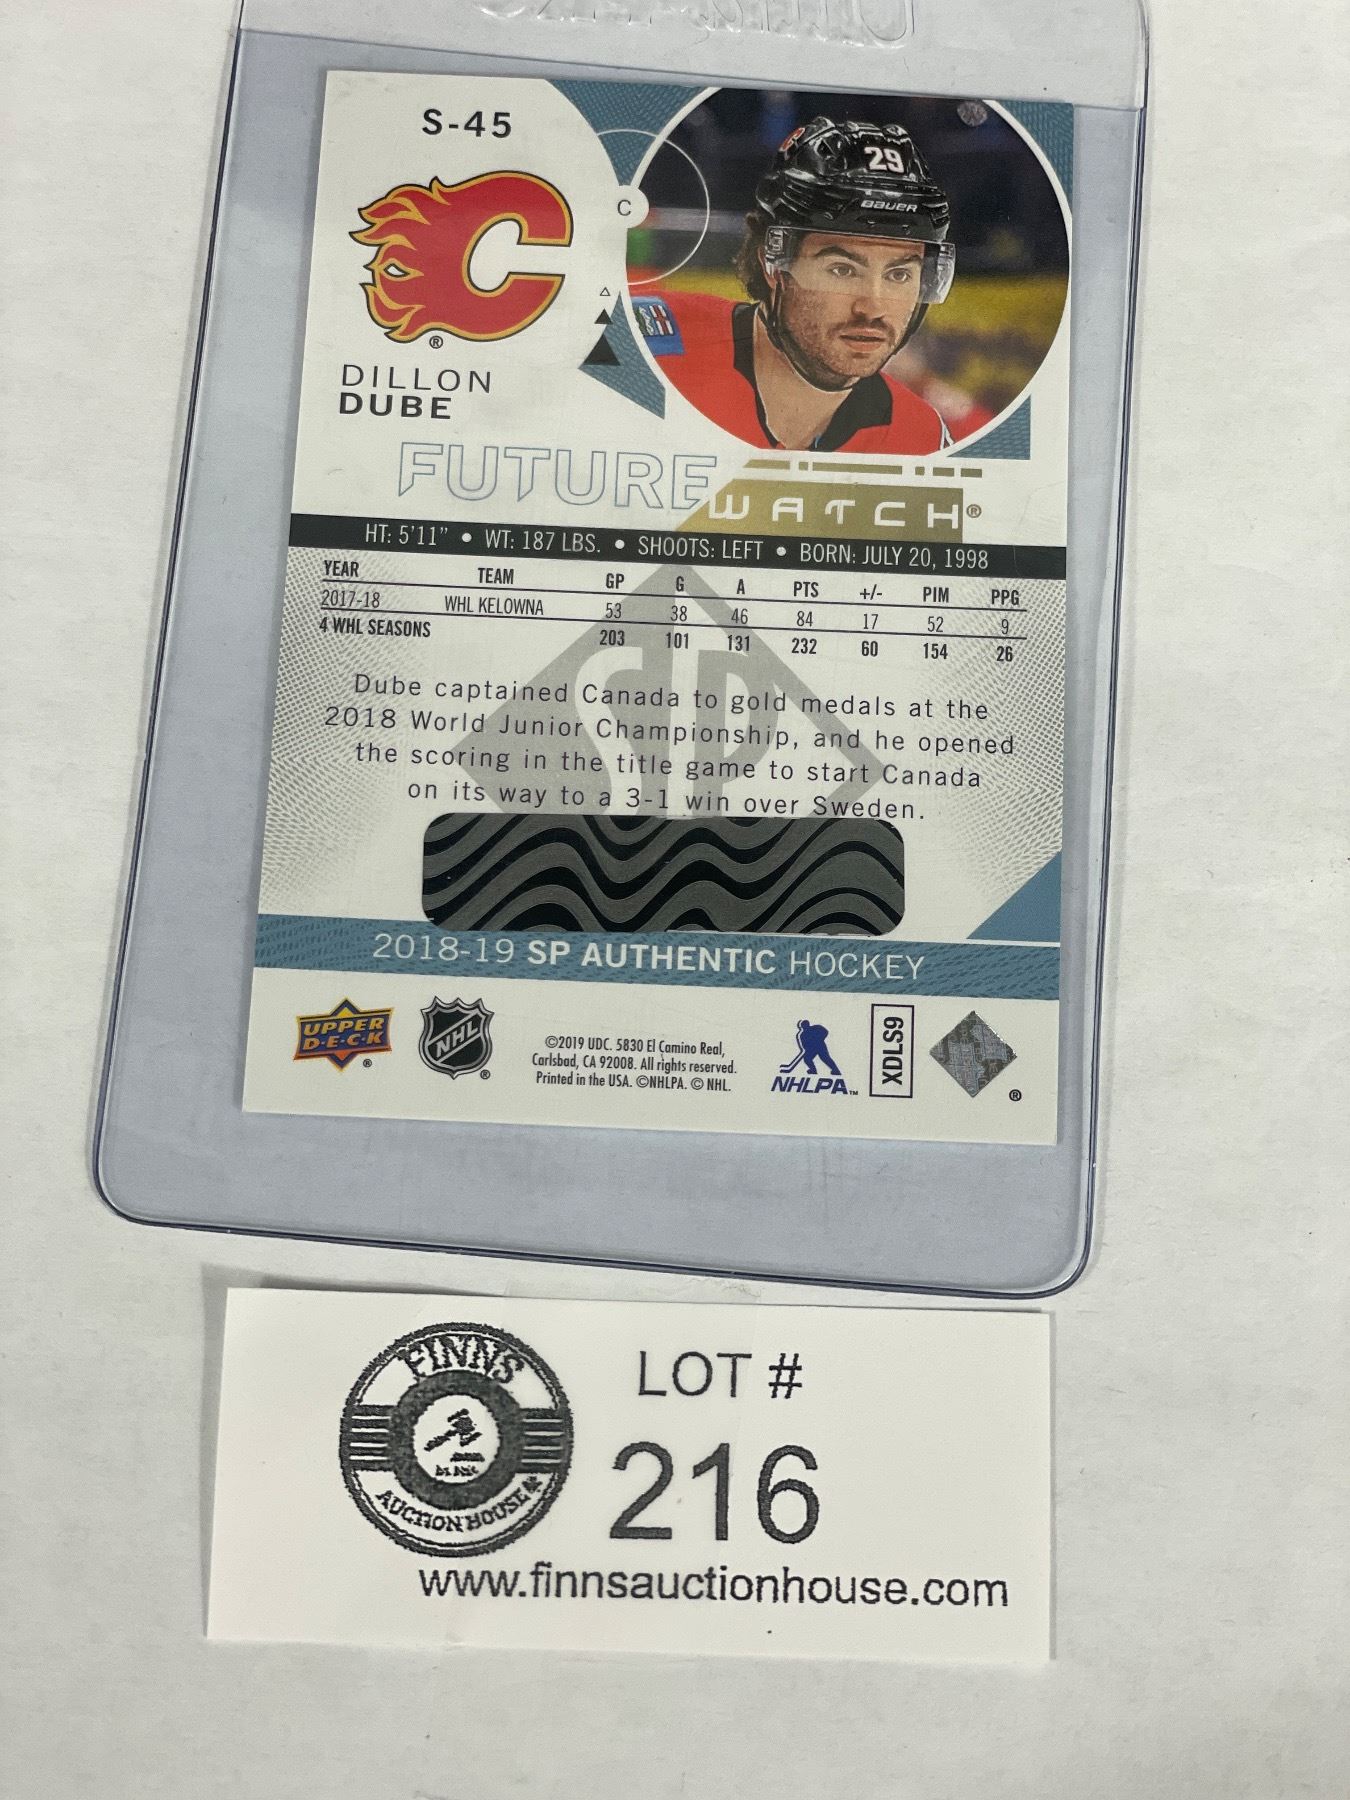 S-45
C
29
BAUER
DILLON
DUBE
FUTURE
WATCH®
HT: 5'11" • WT: 187 LBS. • SHOOTS: LEFT • BORN: JULY 20, 1998
YEAR TEAM GP G A PTS +/- PIM PPG
2017-18 WHL KELOWNA 53 38 46 84 17 52 9
4 WHL SEASONS 203 101 131 232 60 154 26
SP
Dube captained Canada to gold medals at the
2018 World Junior Championship, and he opened
the scoring in the title game to start Canada
on its way to a 3-1 win over Sweden.
2018-19 SP AUTHENTIC HOCKEY
UPPER
D·E·C·K
®
NHL
®
©2019 UDC. 5830 El Camino Real,
Carlsbad, CA 92008. All rights reserved.
Printed in the USA. ©NHLPA. © NHL.
NHLPA™
XDLS9
®
FINNS
AUCTION HOUSE
LOT #
216
www.finnsauctionhouse.com